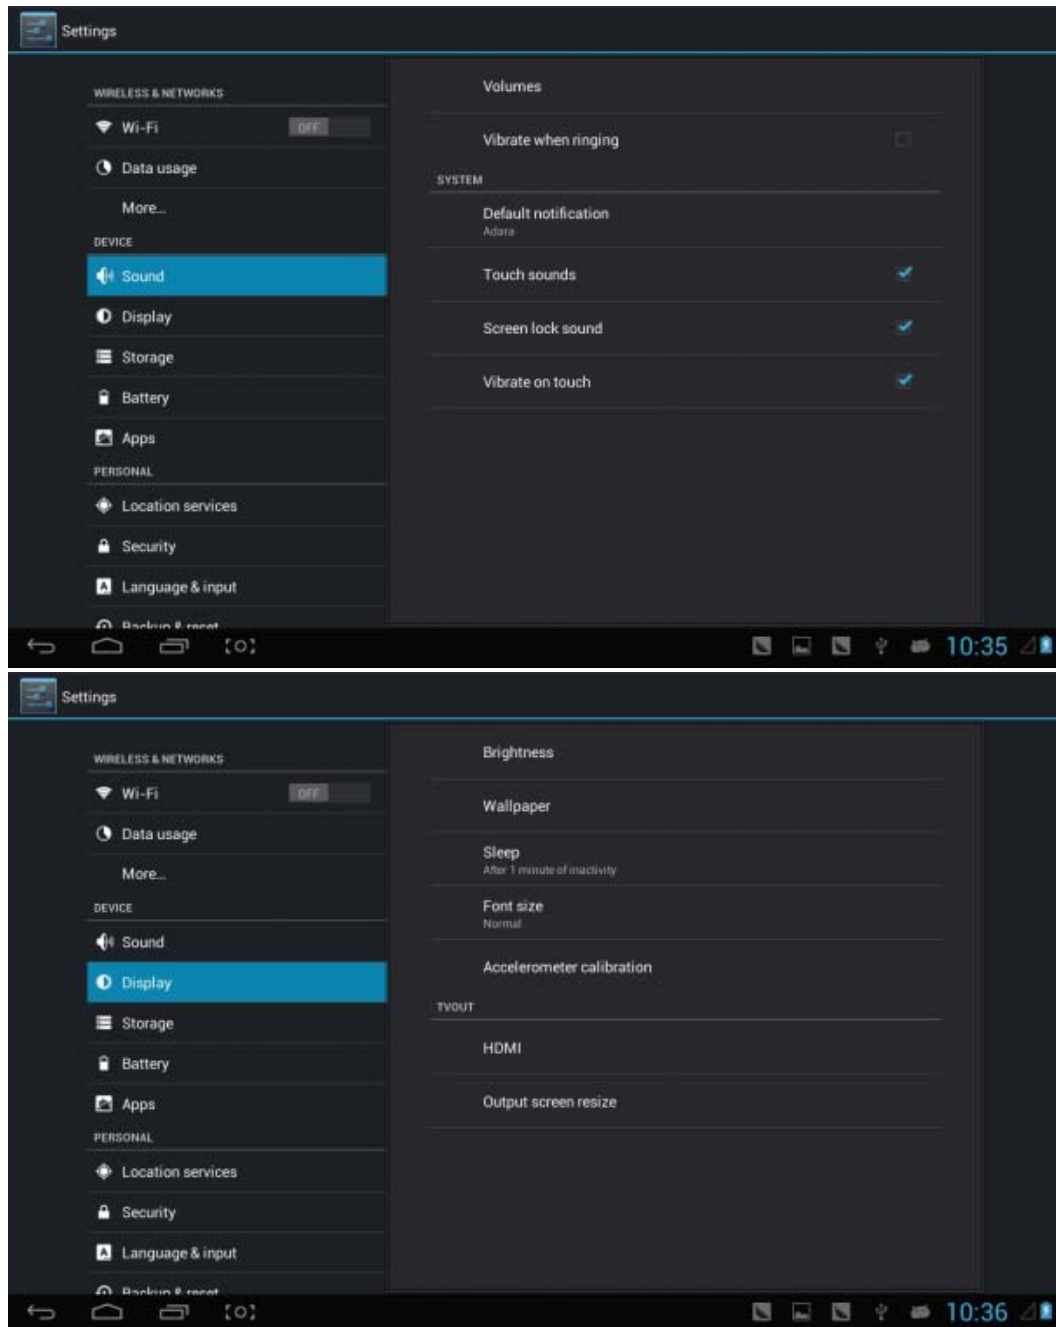 Settings
WIRELESS & NETWORKS
Wi-Fi OFF
Data usage
More...
DEVICE
Sound
Display
Storage
Battery
Apps
PERSONAL
Location services
Security
Language & input
Backup & reset
Volumes
Vibrate when ringing
SYSTEM
Default notification
Adara
Touch sounds
Screen lock sound
Vibrate on touch
10:35
Settings
WIRELESS & NETWORKS
Wi-Fi OFF
Data usage
More...
DEVICE
Sound
Display
Storage
Battery
Apps
PERSONAL
Location services
Security
Language & input
Backup & reset
Brightness
Wallpaper
Sleep
After 1 minute of inactivity
Font size
Normal
Accelerometer calibration
TVOUT
HDMI
Output screen resize
10:36